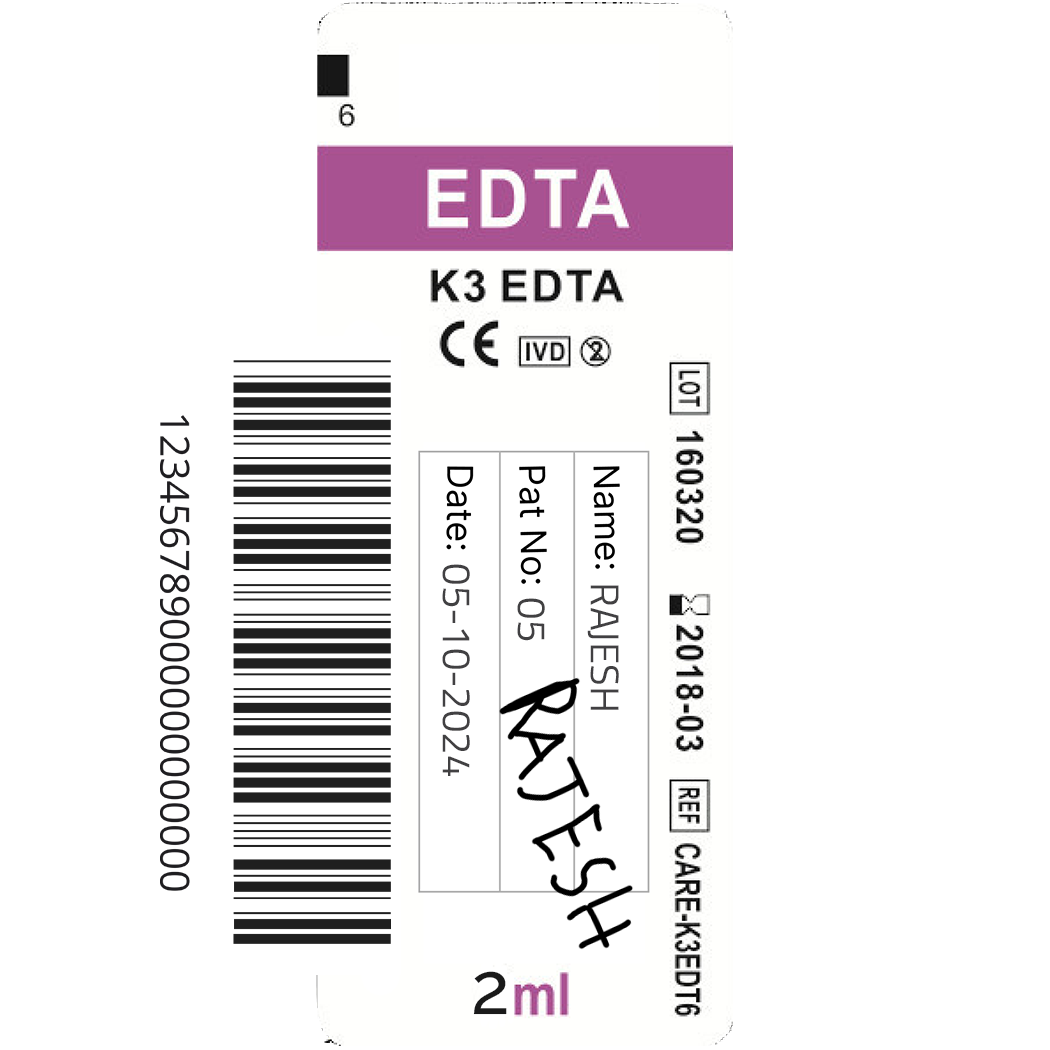 6
EDTA
K3 EDTA
CE IVD 2
LOT 160320 2018-03 REF CARE-K3EDT6
Name: RAJESH
Pat No: 05
Date: 05-10-2024
RAJESH
1234567890000000000000
2ml